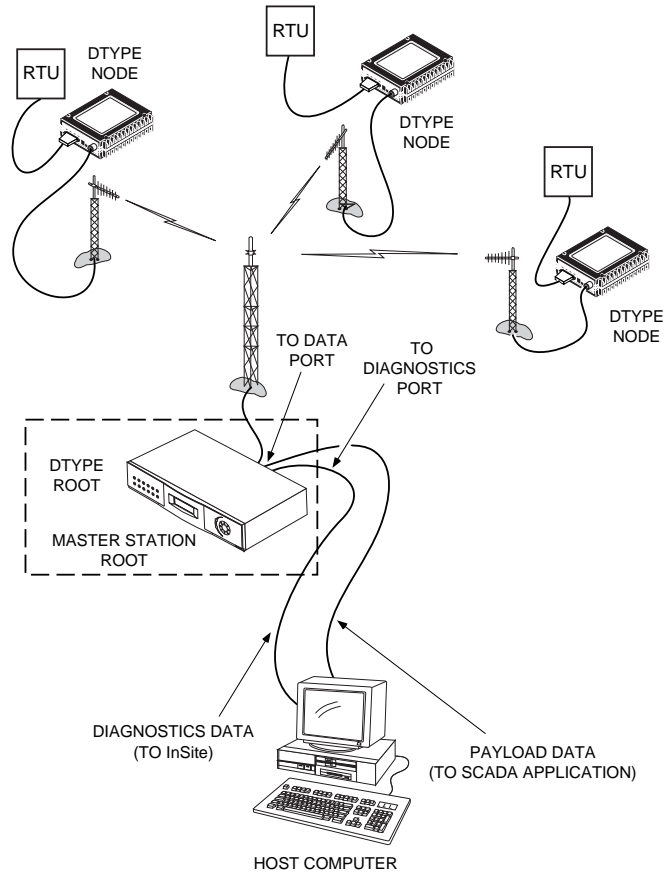 RTU
DTYPE
NODE
RTU
DTYPE
NODE
RTU
DTYPE
NODE
TO DATA
PORT
TO
DIAGNOSTICS
PORT
DTYPE
ROOT
MASTER STATION
ROOT
DIAGNOSTICS DATA
(TO InSite)
PAYLOAD DATA
(TO SCADA APPLICATION)
HOST COMPUTER